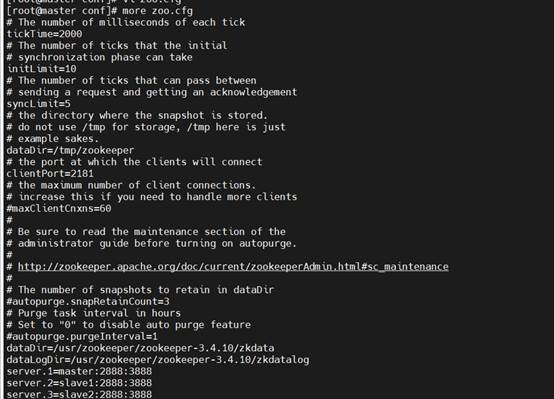 [root@master conf]# vi zoo.cfg
[root@master conf]# more zoo.cfg
# The number of milliseconds of each tick
tickTime=2000
# The number of ticks that the initial
# synchronization phase can take
initLimit=10
# The number of ticks that can pass between
# sending a request and getting an acknowledgement
syncLimit=5
# the directory where the snapshot is stored.
# do not use /tmp for storage, /tmp here is just
# example sakes.
dataDir=/tmp/zookeeper
# the port at which the clients will connect
clientPort=2181
# the maximum number of client connections.
# increase this if you need to handle more clients
#maxClientCnxns=60
#
# Be sure to read the maintenance section of the
# administrator guide before turning on autopurge.
#
# http://zookeeper.apache.org/doc/current/zookeeperAdmin.html#sc_maintenance
#
# The number of snapshots to retain in dataDir
#autopurge.snapRetainCount=3
# Purge task interval in hours
# Set to "0" to disable auto purge feature
#autopurge.purgeInterval=1
dataDir=/usr/zookeeper/zookeeper-3.4.10/zkdata
dataLogDir=/usr/zookeeper/zookeeper-3.4.10/zkdatalog
server.1=master:2888:3888
server.2=slave1:2888:3888
server.3=slave2:2888:3888